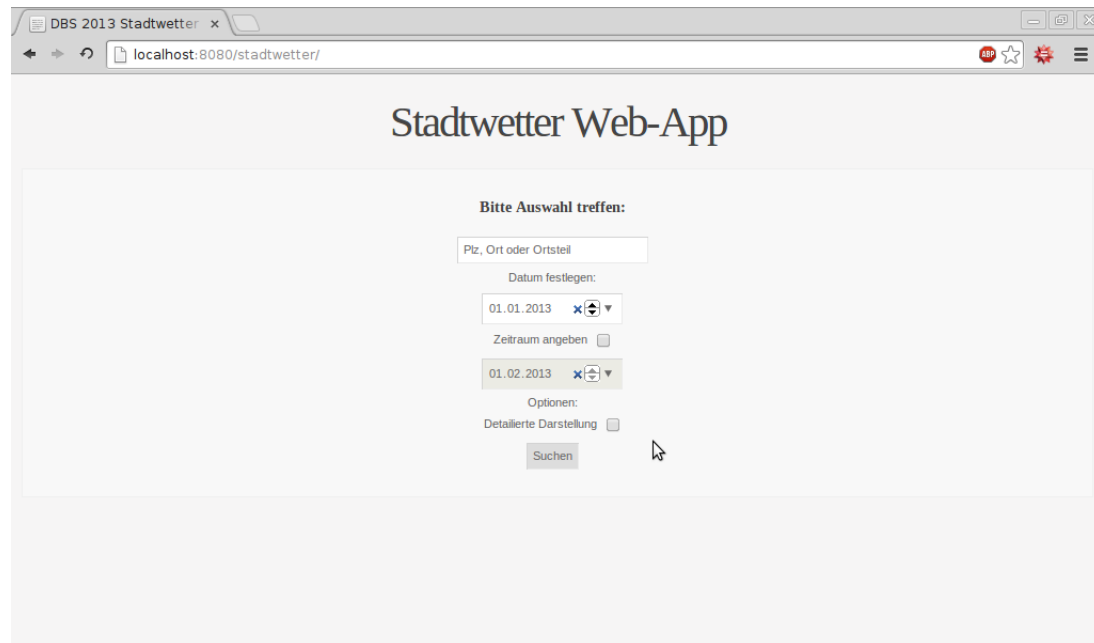 DBS 2013 Stadtwetter
localhost:8080/stadtwetter/
ABP
Stadtwetter Web-App
Bitte Auswahl treffen:
Plz, Ort oder Ortsteil
Datum festlegen:
01.01.2013
Zeitraum angeben
01.02.2013
Optionen:
Detailierte Darstellung
Suchen